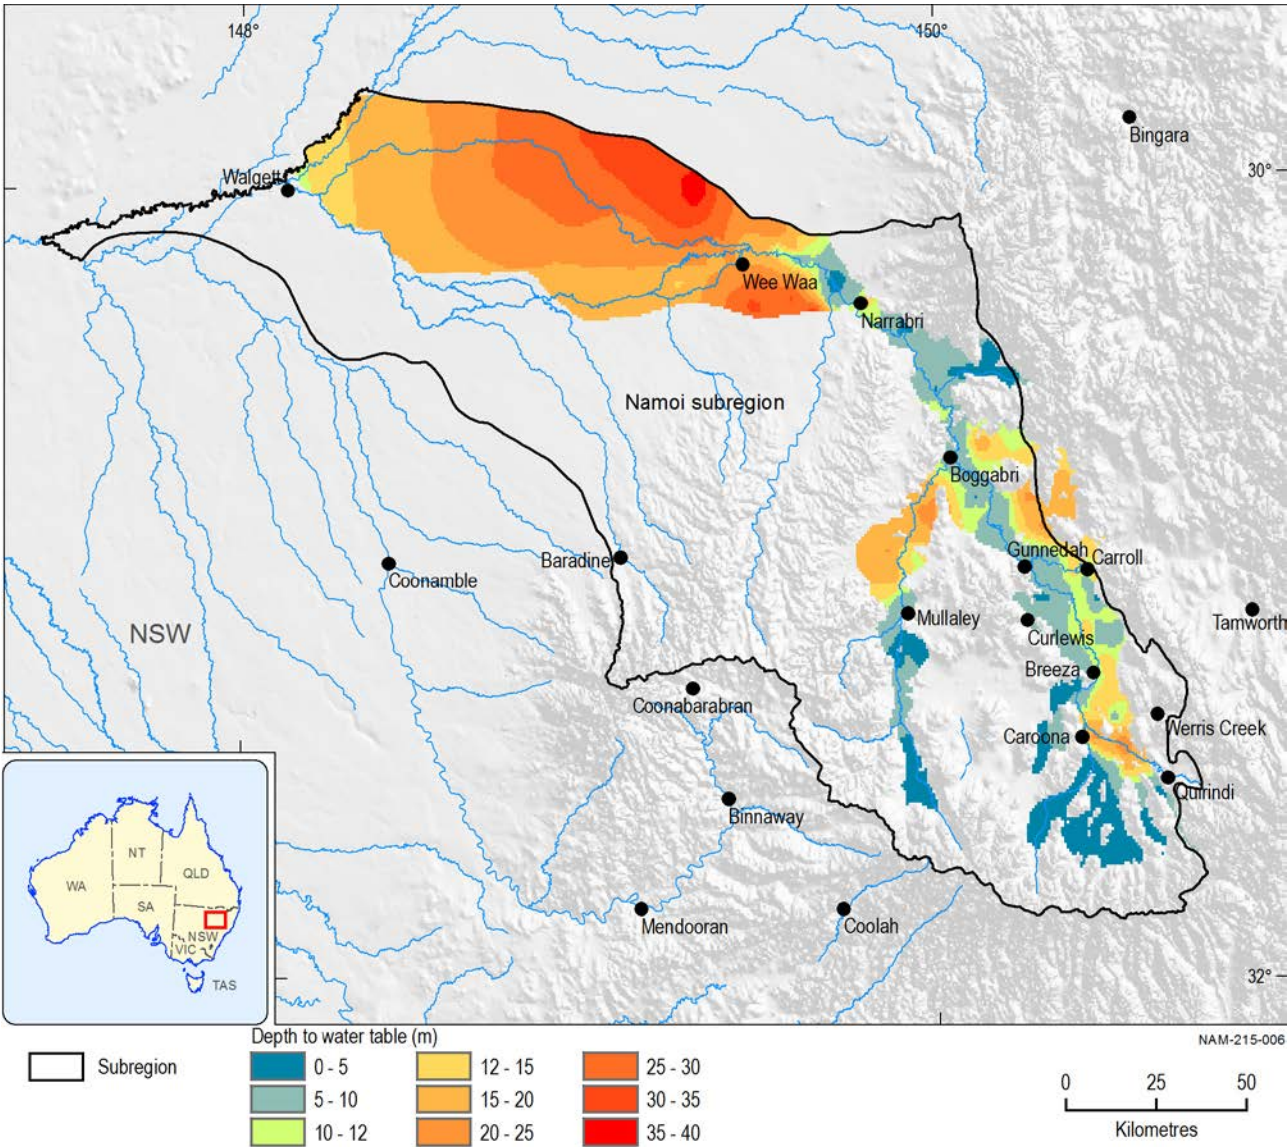 148°
150°
Bingara
30°
Walgett
Wee Waa
Narrabri
Namoi subregion
Boggabri
Gunnedah
Carroll
Baradine
Coonamble
NSW
Mullaley
Curlewis
Tamworth
Breeza
Coonabarabran
Werris Creek
Caroona
Quirindi
Binnaway
Mendooran
Coolah
32°
NT
QLD
WA
SA
NSW
VIC
TAS
NAM-215-006
Subregion
Depth to water table (m)
0 - 5
5 - 10
10 - 12
12 - 15
15 - 20
20 - 25
25 - 30
30 - 35
35 - 40
0 25 50
Kilometres